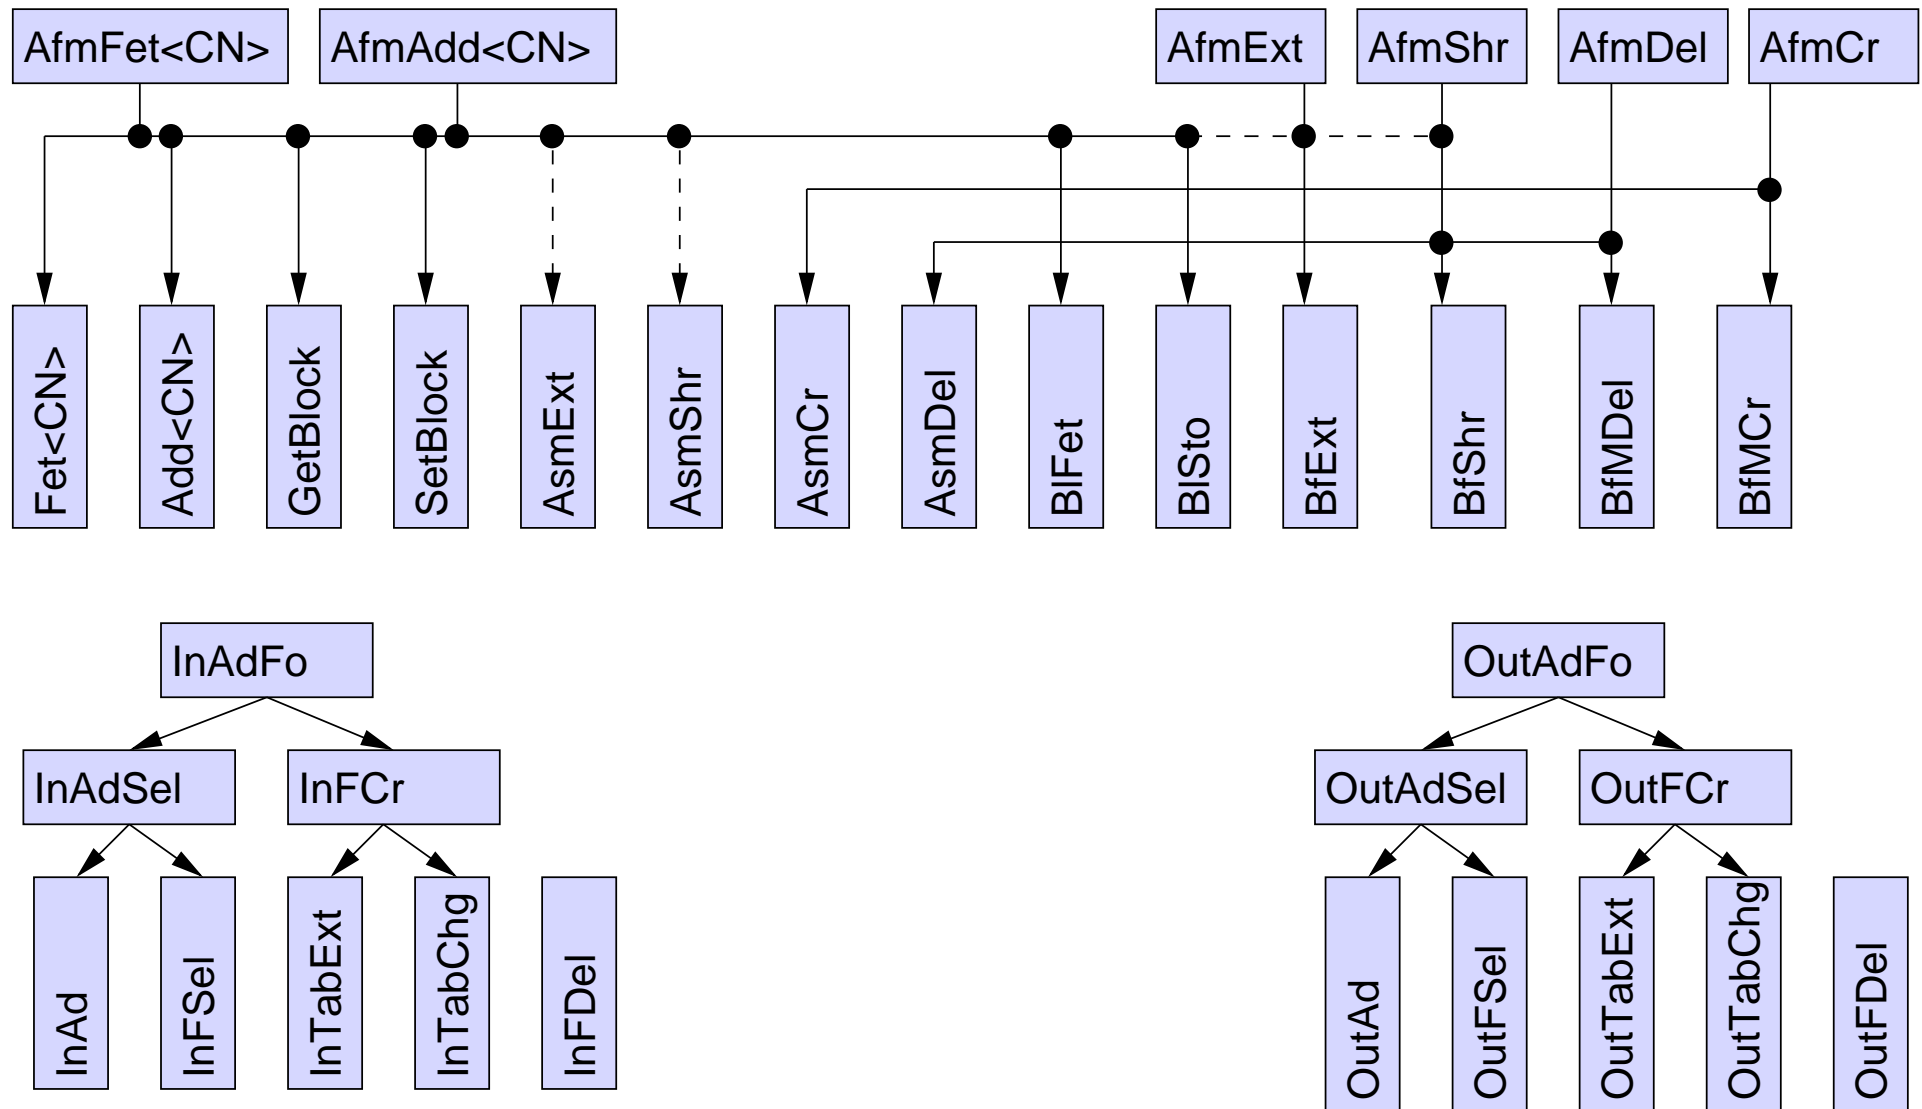 AfmFet<CN>
AfmAdd<CN>
AfmExt
AfmShr
AfmDel
AfmCr
Fet<CN>
Add<CN>
GetBlock
SetBlock
AsmExt
AsmShr
AsmCr
AsmDel
BlFet
BlSto
BfExt
BfShr
BfMDel
BfMCr
InAdFo
OutAdFo
InAdSel
InFCr
OutAdSel
OutFCr
InAd
InFSel
InTabExt
InTabChg
InFDel
OutAd
OutFSel
OutTabExt
OutTabChg
OutFDel